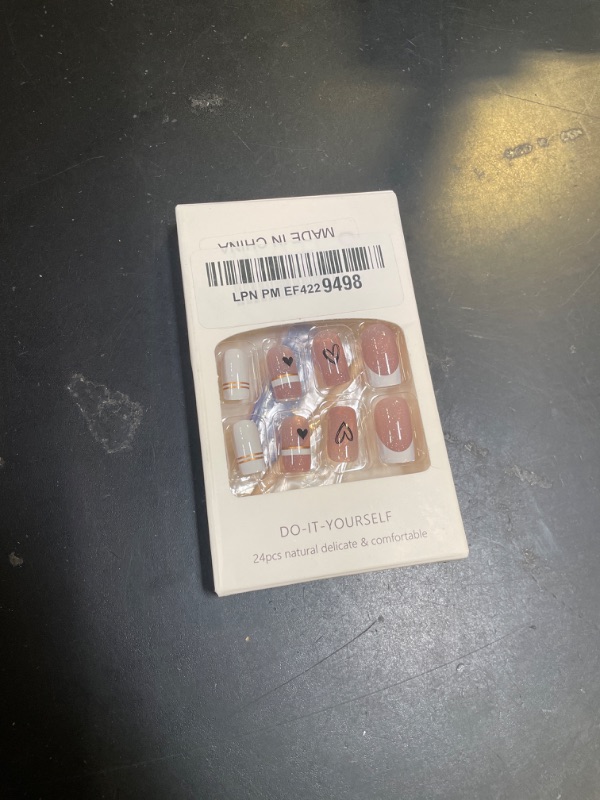 MADE IN CHINA
LPN PM EF4229498
DO-IT-YOURSELF
24pcs natural delicate & comfortable